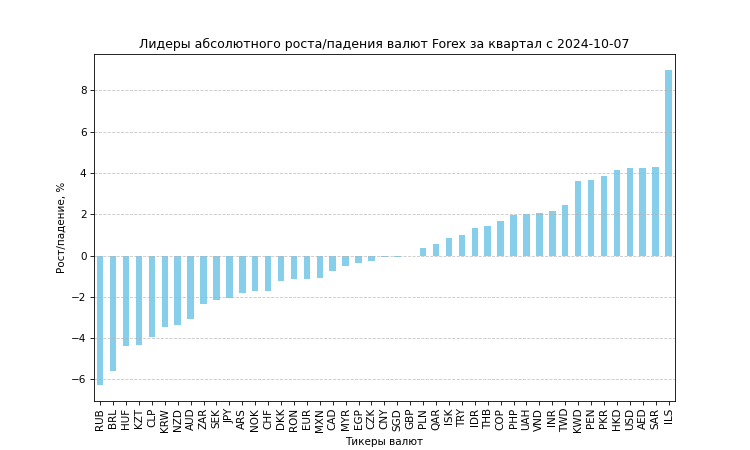 Лидеры абсолютного роста/падения валют Forex за квартал с 2024-10-07
Рост/падение, %
8
6
4
2
0
−2
−4
−6
RUB BRL HUF KZT CLP KRW NZD AUD ZAR SEK JPY ARS NOK CHF DKK RON EUR MXN CAD MYR EGP CZK CNY SGD GBP PLN QAR ISK TRY IDR THB COP PHP UAH VND INR TWD KWD PEN PKR HKD USD AED SAR ILS
Тикеры валют